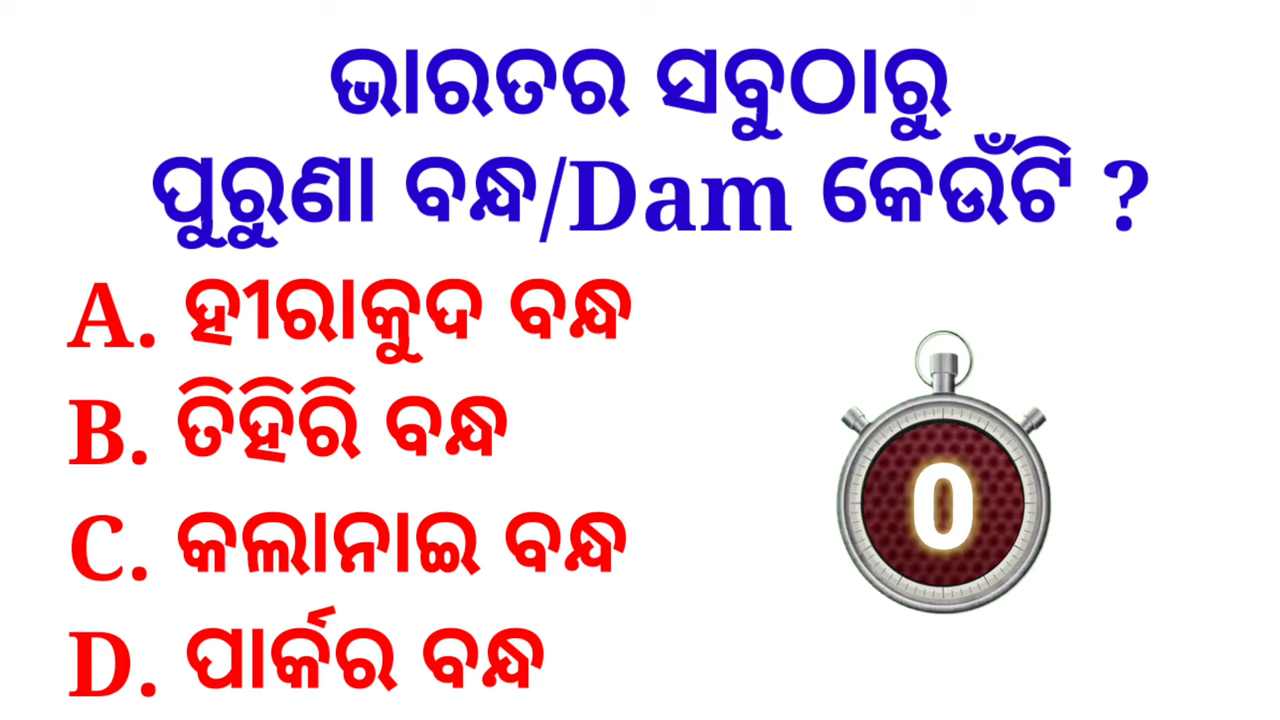 ଭାରତର ସବୁଠାରୁ
ପୁରୁଣା ବନ୍ଧ/Dam କେଉଁଟି ?
A. ହୀରାକୁଦ ବନ୍ଧ
B. ତିହିରି ବନ୍ଧ
C. କଲାନାଇ ବନ୍ଧ
D. ପାର୍କର ବନ୍ଧ
0